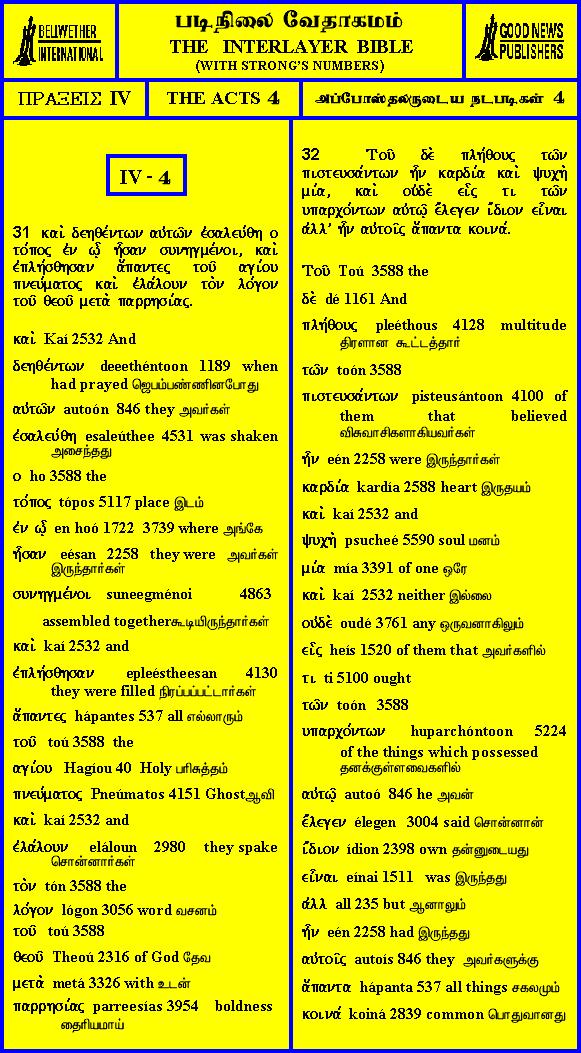 BELLWETHER
INTERNATIONAL
படிநிலை வேதாகமம்
THE INTERLAYER BIBLE
(WITH STRONG'S NUMBERS)
GOOD NEWS
PUBLISHERS
ΠΡΑΞΕΙΣ IV
THE ACTS 4
அப்போஸ்தலருடைய நடபடிகள் 4
IV - 4
31 καὶ δεηθέντων αὐτῶν ἐσαλεύθη ο
τόπος ἐν ᾧ ἦσαν συνηγμένοι, καὶ
ἐπλήσθησαν ἅπαντες τοῦ αγίου
πνεύματος καὶ ἐλάλουν τὸν λόγον
τοῦ θεοῦ μετὰ παρρησίας.
καὶ Kaí 2532 And
δεηθέντων deeethéntoon 1189 when
had prayed ஜெபம்பண்ணினபோது
αὐτῶν autoón 846 they அவர்கள்
ἐσαλεύθη esaleúthee 4531 was shaken
அசைந்தது
ο ho 3588 the
τόπος tópos 5117 place இடம்
ἐν ᾧ en hoó 1722 3739 where அங்கே
ἦσαν eésan 2258 they were அவர்கள்
இருந்தார்கள்
συνηγμένοι suneegménoi 4863
assembled togetherகூடியிருந்தார்கள்
καὶ kaí 2532 and
ἐπλήσθησαν epleéstheesan 4130
they were filled நிரப்பப்பட்டார்கள்
ἅπαντες hápantes 537 all எல்லாரும்
τοῦ toú 3588 the
αγίου Hagíou 40 Holy பரிசுத்தம்
πνεύματος Pneúmatos 4151 Ghostஆவி
καὶ kaí 2532 and
ἐλάλουν eláloun 2980 they spake
சொன்னார்கள்
τὸν tón 3588 the
λόγον lógon 3056 word வசனம்
τοῦ toú 3588
θεοῦ Theoú 2316 of God தேவ
μετὰ metá 3326 with உடன்
παρρησίας parreesías 3954 boldness
தைரியமாய்
32 Τοῦ δὲ πλήθους τῶν
πιστευσάντων ἦν καρδία καὶ ψυχὴ
μία, καὶ οὐδὲ εἷς τι τῶν
υπαρχόντων αὐτῷ ἔλεγεν ἴδιον εἶναι
ἀλλ' ἦν αὐτοῖς ἅπαντα κοινά.
Τοῦ Toú 3588 the
δὲ dé 1161 And
πλήθους pleéthous 4128 multitude
திரளான கூட்டத்தார்
τῶν toón 3588
πιστευσάντων pisteusántoon 4100 of
them that believed
விசுவாசிகளாகியவர்கள்
ἦν eén 2258 were இருந்தார்கள்
καρδία kardía 2588 heart இருதயம்
καὶ kaí 2532 and
ψυχὴ psucheé 5590 soul மனம்
μία mía 3391 of one ஒரே
καὶ kaí 2532 neither இல்லை
οὐδὲ oudé 3761 any ஒருவனாகிலும்
εἷς heís 1520 of them that அவர்களில்
τι ti 5100 ought
τῶν toón 3588
υπαρχόντων huparchóntoon 5224
of the things which possessed
தனக்குள்ளவைகளில்
αὐτῷ autoó 846 he அவன்
ἔλεγεν élegen 3004 said சொன்னான்
ἴδιον ídion 2398 own தன்னுடையது
εἶναι eínai 1511 was இருந்தது
ἀλλ all 235 but ஆனாலும்
ἦν eén 2258 had இருந்தது
αὐτοῖς autoís 846 they அவர்களுக்கு
ἅπαντα hápanta 537 all things சகலமும்
κοινά koiná 2839 common பொதுவானது